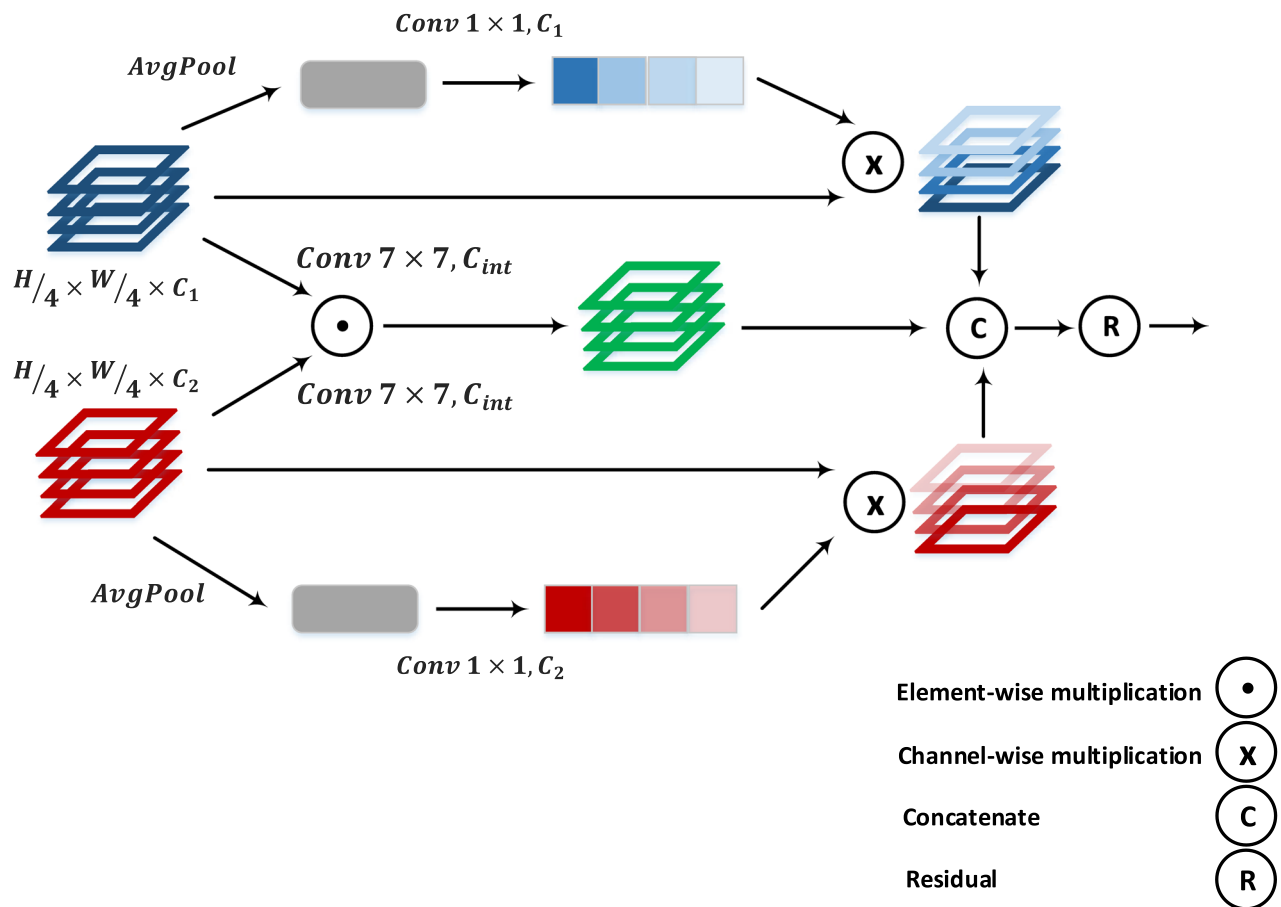 Conv 1 × 1, C₁
AvgPool
x
Conv 7 × 7, C_int
H/4 × W/4 × C₁
C
R
H/4 × W/4 × C₂
Conv 7 × 7, C_int
x
AvgPool
Conv 1 × 1, C₂
Element-wise multiplication
Channel-wise multiplication x
Concatenate C
Residual R